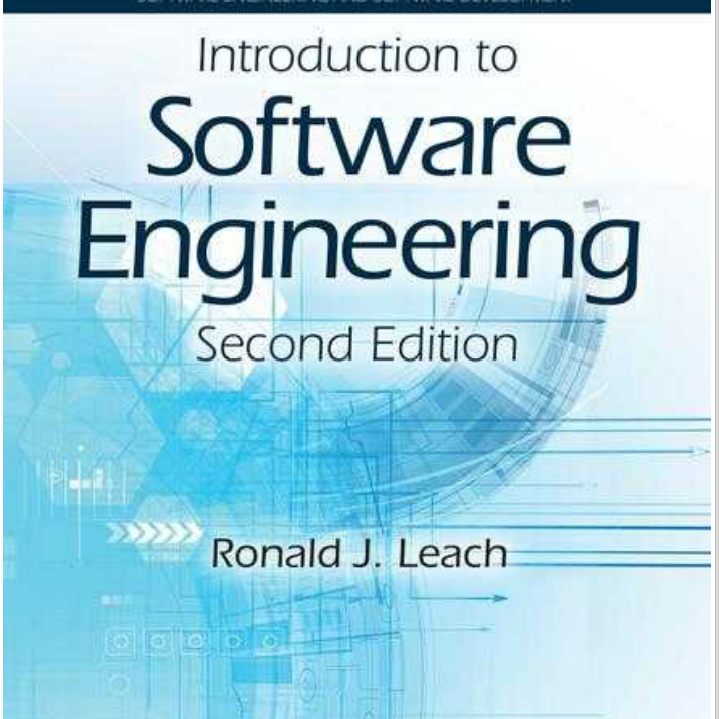 Introduction to
Software
Engineering
Second Edition
Ronald J. Leach